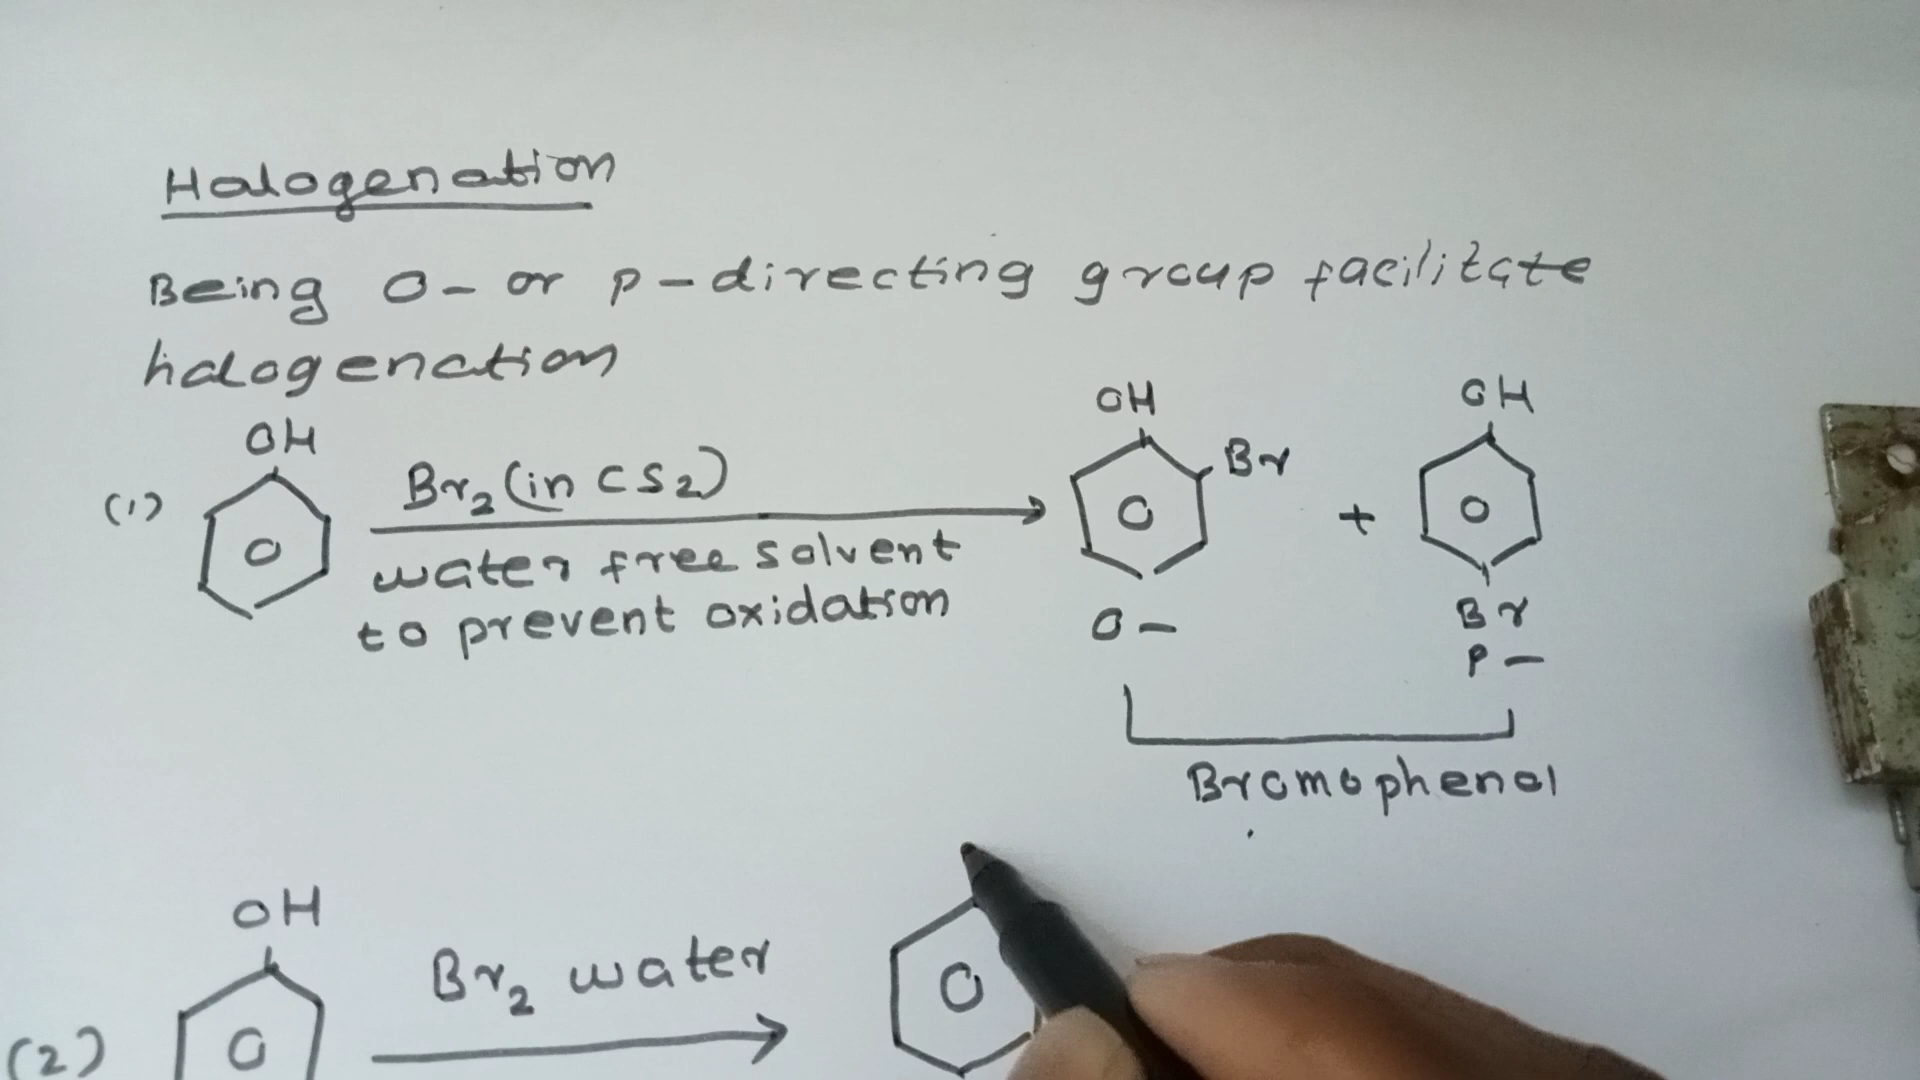 Halogenation
Being o- or p-directing group facilitate
halogenation
(1)
OH
Br2 (in CS2)
water free solvent
to prevent oxidation
OH
Br
O-
+
OH
Br
P-
Bromophenol
(2)
OH
Br2 water